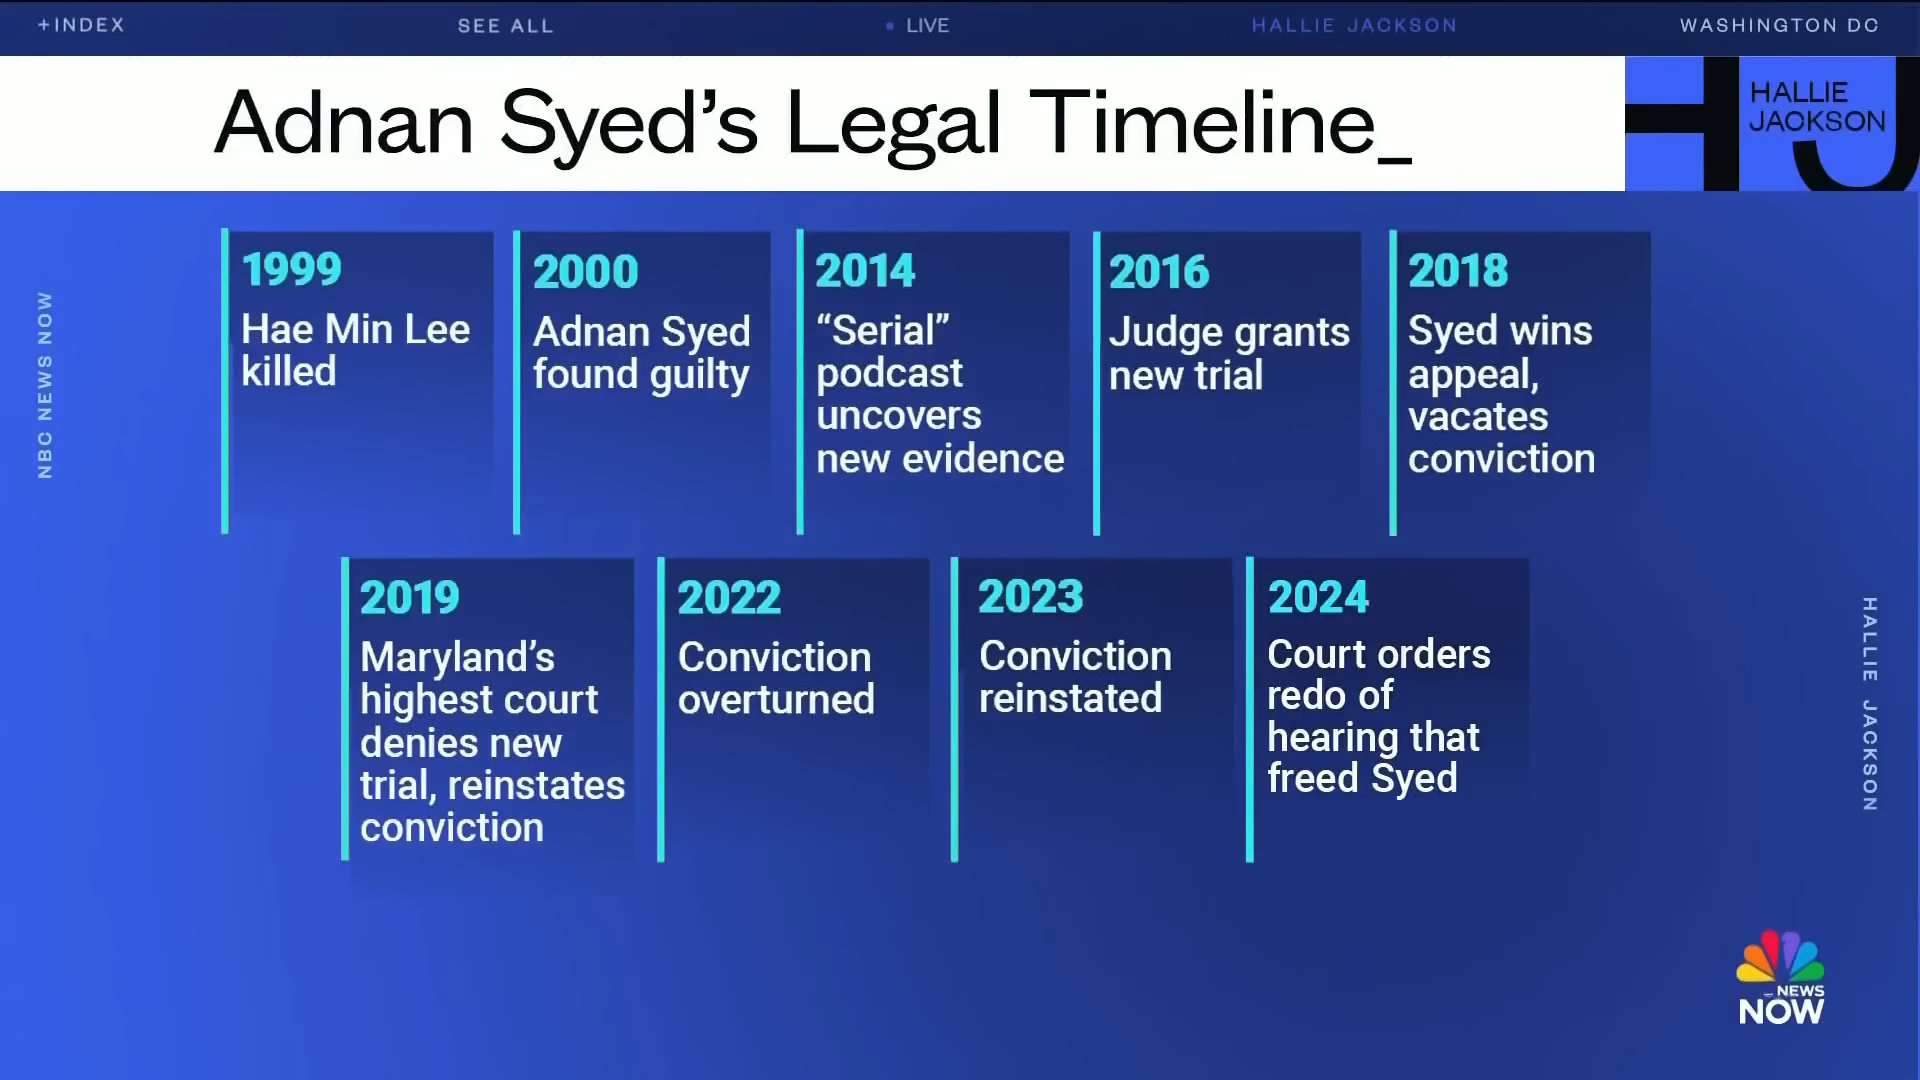 +INDEX
SEE ALL
LIVE
HALLIE JACKSON
WASHINGTON DC
Adnan Syed’s Legal Timeline_
HJ
HALLIE
JACKSON
NBC NEWS NOW
1999
Hae Min Lee
killed
2000
Adnan Syed
found guilty
2014
“Serial”
podcast
uncovers
new evidence
2016
Judge grants
new trial
2018
Syed wins
appeal,
vacates
conviction
2019
Maryland’s
highest court
denies new
trial, reinstates
conviction
2022
Conviction
overturned
2023
Conviction
reinstated
2024
Court orders
redo of
hearing that
freed Syed
HALLIE JACKSON
NEWS
NOW